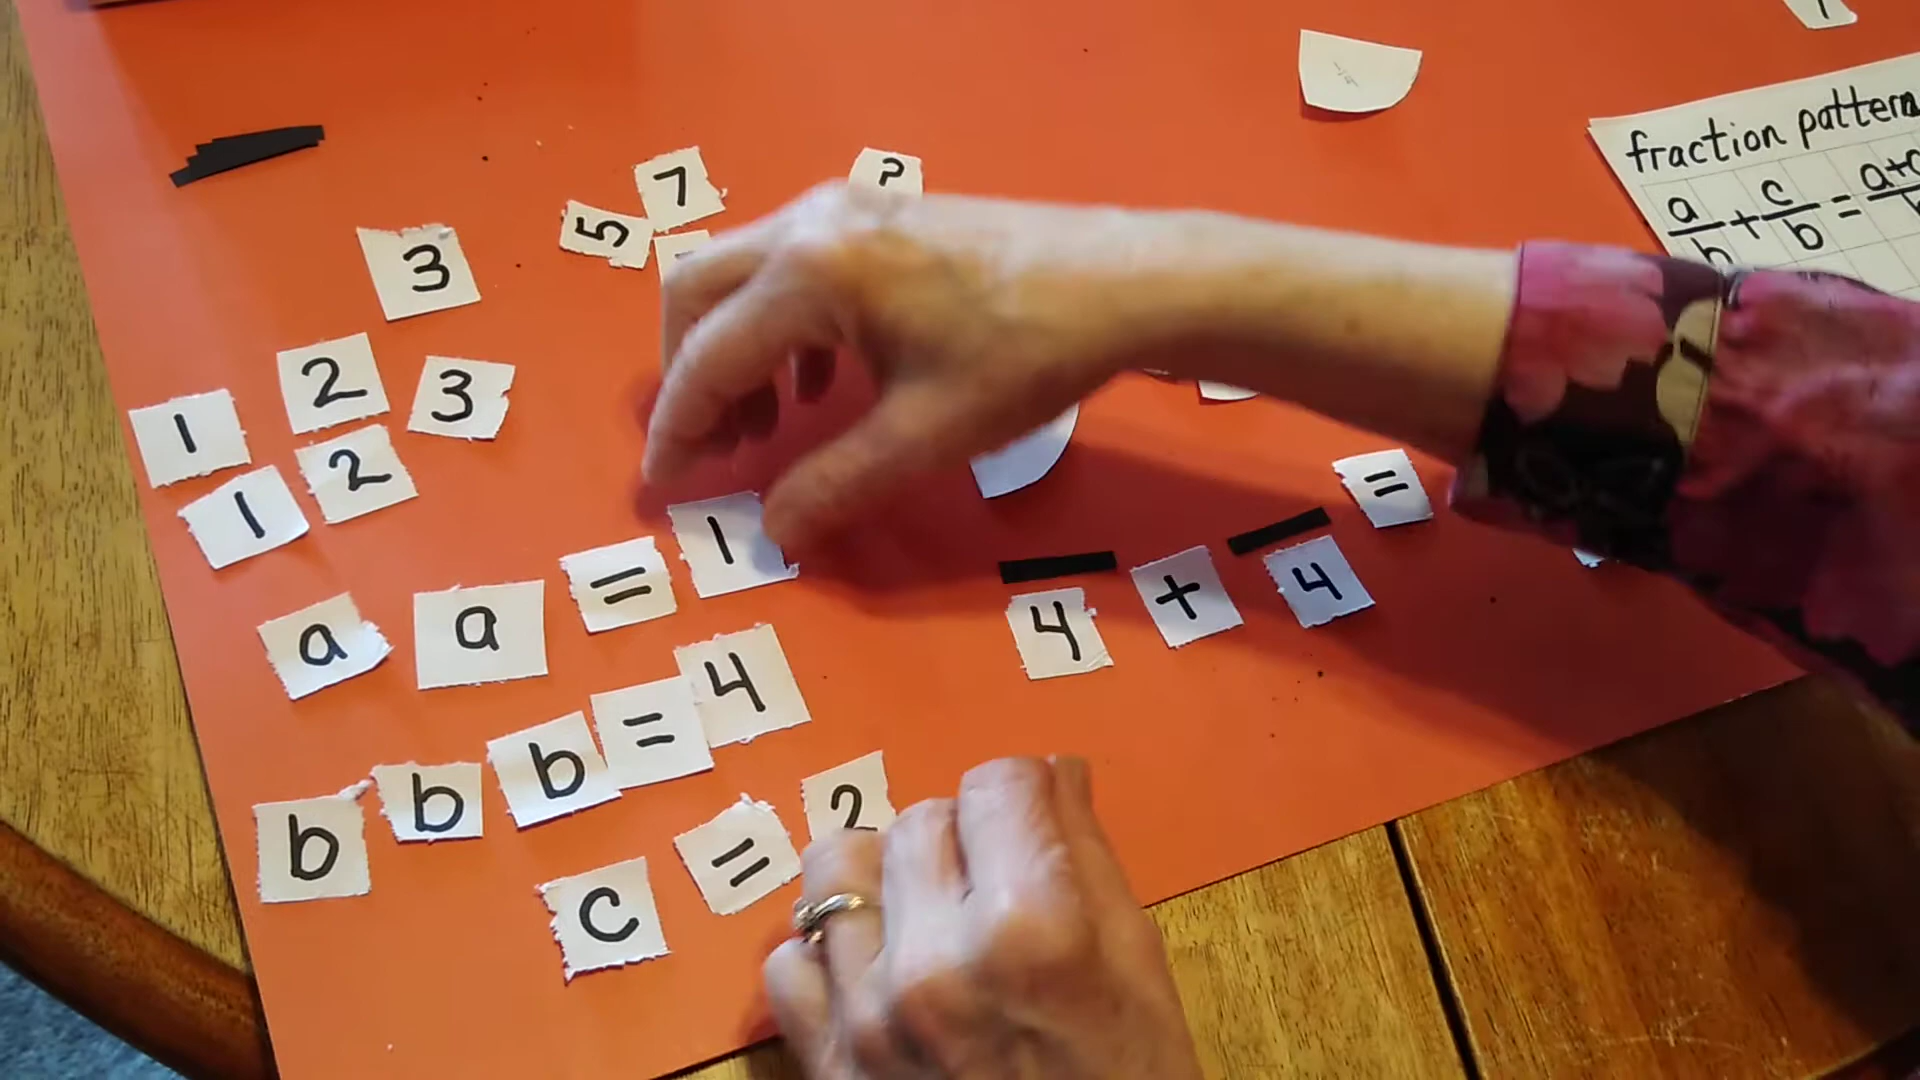 7
?
5
3
2
3
1
2
1
fraction pattern
a/b + c/b = a+c/b
=
= 1
4 + 4
a a
= 4
b b b
c = 2